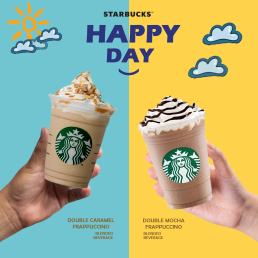 STARBUCKS
HAPPY
DAY
DOUBLE CARAMEL
FRAPPUCCINO
BLENDED
BEVERAGE
DOUBLE MOCHA
FRAPPUCCINO
BLENDED
BEVERAGE